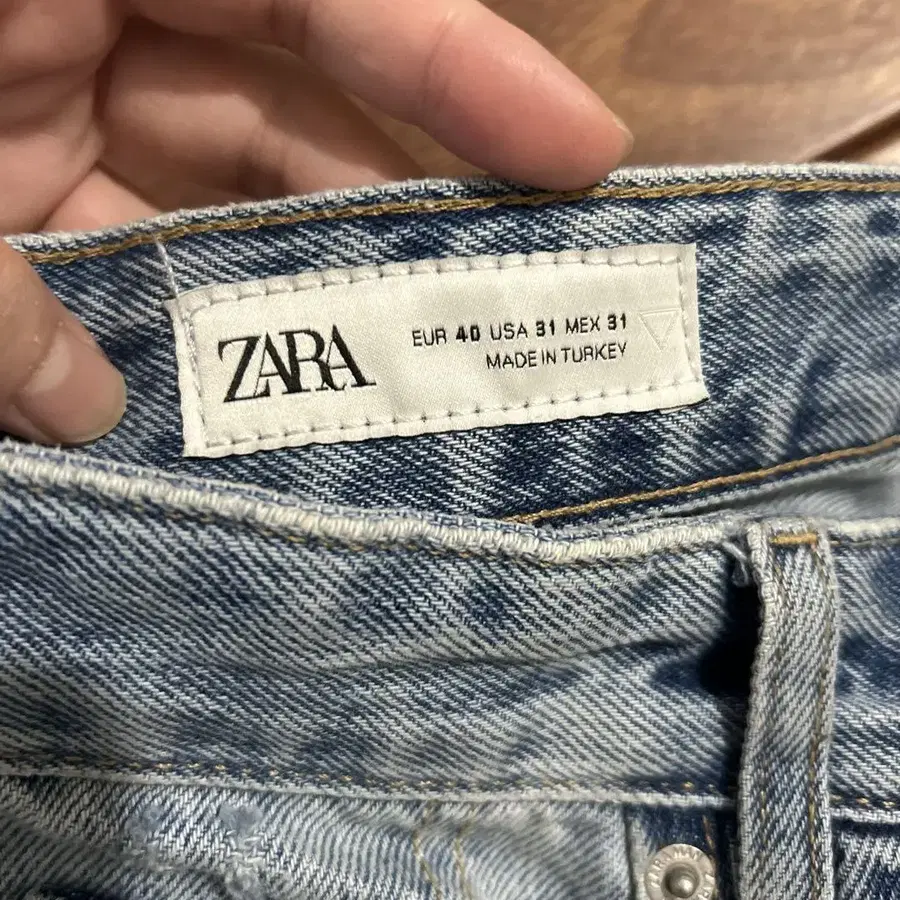 ZARA
EUR 40 USA 31 MEX 31
MADE IN TURKEY